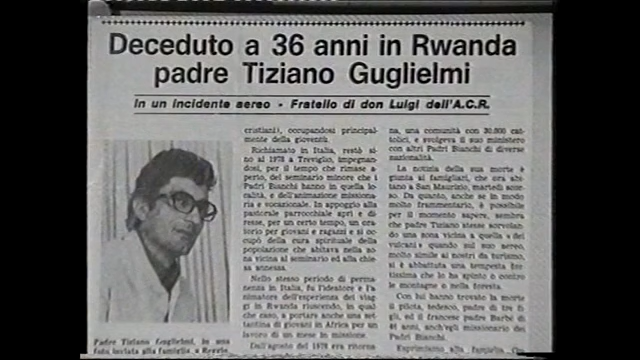 Deceduto a 36 anni in Rwanda
padre Tiziano Guglielmi
In un incidente aereo - Fratello di don Luigi dell'A.C.R.
cristiani), occupandosi principal-
mente della gioventù.
Richiamato in Italia, restò si-
no al 1978 a Treviglio, impegnan-
dosi, per il tempo che rimase a-
perto, del seminario minore che i
Padri Bianchi hanno in quella lo-
calità, e dell'animazione missiona-
ria e vocazionale. In appoggio alla
pastorale parrocchiale aprì e di-
resse, per un certo tempo, un ora-
torio per giovani e ragazzi e si oc-
cupò della cura spirituale della
popolazione che abitava nella zo-
na vicina al seminario ed alla chie-
sa annessa.
Nello stesso periodo di perma-
nenza in Italia, fu l'ideatore e l'a-
nimatore dell'esperienza dei viag-
gi in Rwanda riuscendo, in qual-
che caso, a portare anche una set-
tantina di giovani in Africa per un
lavoro di un mese in missione.
Dall'agosto del 1978 era ritorna-
na, una comunità con 30.000 cat-
tolici, e svolgeva il suo ministero
con altri Padri Bianchi di diverse
nazionalità.
La notizia della sua morte è
giunta ai famigliari, che ora abi-
tano a San Maurizio, martedì scor-
so. Da quanto, anche se in modo
molto frammentario, è possibile
per il momento sapere, sembra
che padre Tiziano stesse sorvolan-
do una zona vicina a quella «dei
vulcani» quando sul suo aereo,
molto simile ai nostri da turismo,
si è abbattuta una tempesta for-
tissima che lo ha spinto o contro
le montagne o nella foresta.
Con lui hanno trovato la morte
il pilota, tedesco, padre di tre fi-
gli, ed il francese padre Barbé di
41 anni, anch'egli missionario dei
Padri Bianchi.
Esprimiamo alla famiglia
Padre Tiziano Guglielmi, in una
foto inviata alla famiglia, a Reggio.